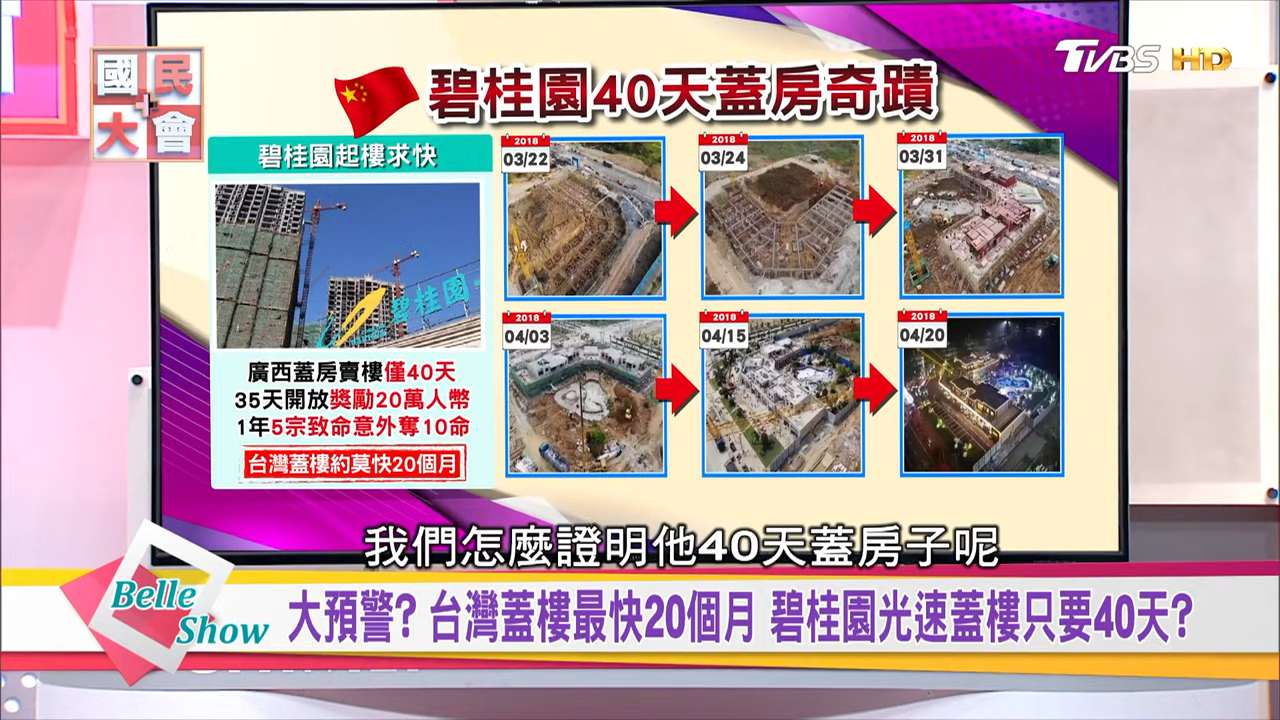 國民
大會
TVBS HD
碧桂園40天蓋房奇蹟
碧桂園起樓求快
碧桂園
廣西蓋房賣樓僅40天
35天開放獎勵20萬人幣
1年5宗致命意外奪10命
台灣蓋樓約莫快20個月
2018
03/22
2018
03/24
2018
03/31
2018
04/03
2018
04/15
2018
04/20
我們怎麼證明他40天蓋房子呢
Belle
Show
大預警? 台灣蓋樓最快20個月 碧桂園光速蓋樓只要40天?